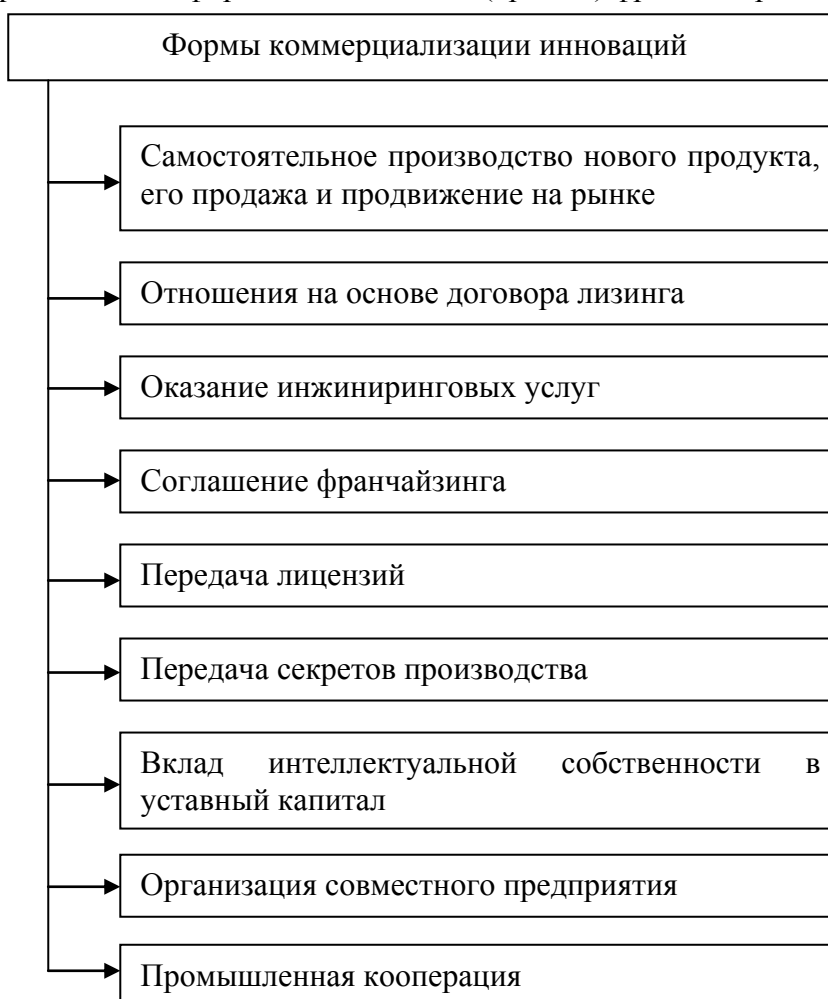 Формы коммерциализации инноваций
Самостоятельное производство нового продукта,
его продажа и продвижение на рынке
Отношения на основе договора лизинга
Оказание инжиниринговых услуг
Соглашение франчайзинга
Передача лицензий
Передача секретов производства
Вклад интеллектуальной собственности в
уставный капитал
Организация совместного предприятия
Промышленная кооперация